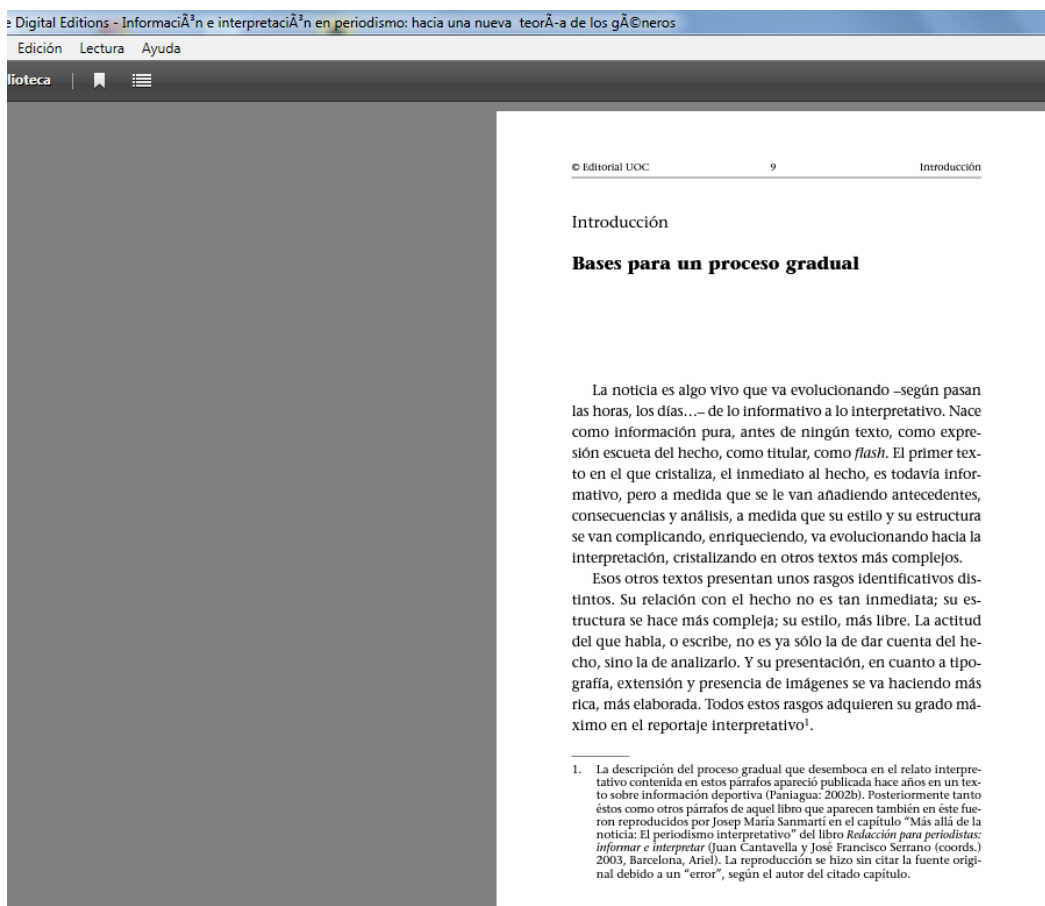 e Digital Editions - InformaciÃ³n e interpretaciÃ³n en periodismo: hacia una nueva teorÃ-a de los gÃ©neros
Edición Lectura Ayuda
lioteca
© Editorial UOC 9 Introducción
Introducción
Bases para un proceso gradual
La noticia es algo vivo que va evolucionando –según pasan
las horas, los días…– de lo informativo a lo interpretativo. Nace
como información pura, antes de ningún texto, como expre-
sión escueta del hecho, como titular, como flash. El primer tex-
to en el que cristaliza, el inmediato al hecho, es todavía infor-
mativo, pero a medida que se le van añadiendo antecedentes,
consecuencias y análisis, a medida que su estilo y su estructura
se van complicando, enriqueciendo, va evolucionando hacia la
interpretación, cristalizando en otros textos más complejos.
Esos otros textos presentan unos rasgos identificativos dis-
tintos. Su relación con el hecho no es tan inmediata; su es-
tructura se hace más compleja; su estilo, más libre. La actitud
del que habla, o escribe, no es ya sólo la de dar cuenta del he-
cho, sino la de analizarlo. Y su presentación, en cuanto a tipo-
grafía, extensión y presencia de imágenes se va haciendo más
rica, más elaborada. Todos estos rasgos adquieren su grado má-
ximo en el reportaje interpretativo¹.
1. La descripción del proceso gradual que desemboca en el relato interpre-
tativo contenida en estos párrafos apareció publicada hace años en un tex-
to sobre información deportiva (Paniagua: 2002b). Posteriormente tanto
éstos como otros párrafos de aquel libro que aparecen también en éste fue-
ron reproducidos por Josep María Sanmartí en el capítulo “Más allá de la
noticia: El periodismo interpretativo” del libro Redacción para periodistas:
informar e interpretar (Juan Cantavella y José Francisco Serrano (coords.)
2003, Barcelona, Ariel). La reproducción se hizo sin citar la fuente origi-
nal debido a un “error”, según el autor del citado capítulo.